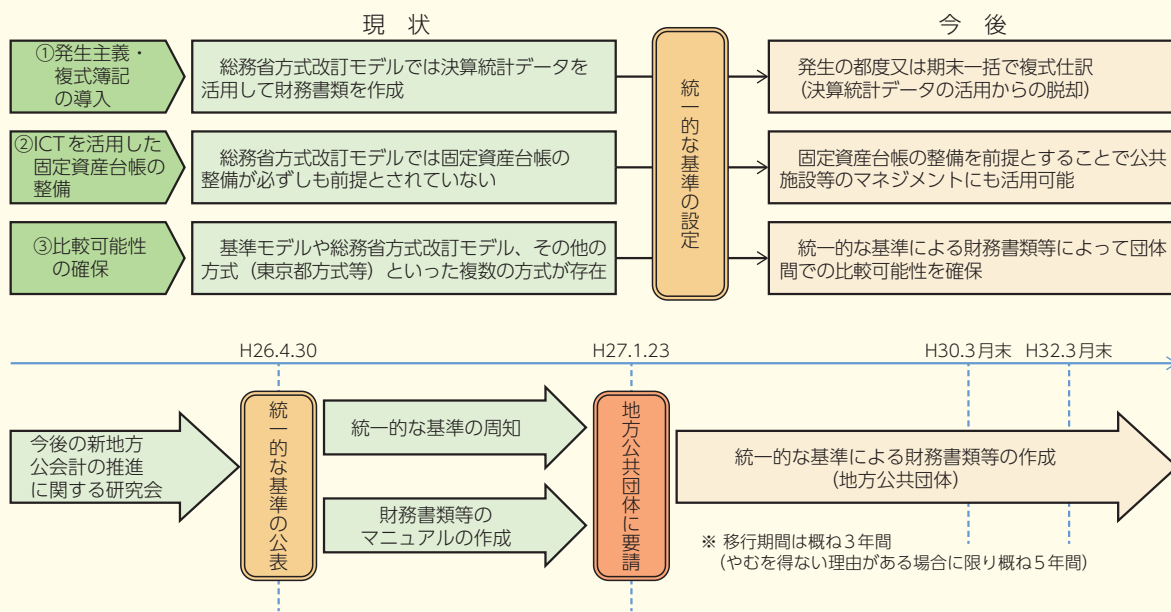 現 状
今 後
①発生主義・
複式簿記
の導入
総務省方式改訂モデルでは決算統計データを
活用して財務書類を作成
発生の都度又は期末一括で複式仕訳
(決算統計データの活用からの脱却)
②ICTを活用した
固定資産台帳の
整備
総務省方式改訂モデルでは固定資産台帳の
整備が必ずしも前提とされていない
固定資産台帳の整備を前提とすることで公共
施設等のマネジメントにも活用可能
③比較可能性
の確保
基準モデルや総務省方式改訂モデル、その他の
方式（東京都方式等）といった複数の方式が存在
統一的な基準による財務書類等によって団体
間での比較可能性を確保
統一的な基準の設定
H26.4.30
H27.1.23
H30.3月末
H32.3月末
今後の新地方
公会計の推進
に関する研究会
統一的な基準の公表
統一的な基準の周知
財務書類等の
マニュアルの作成
地方公共団体に要請
統一的な基準による財務書類等の作成
(地方公共団体)
※ 移行期間は概ね３年間
(やむを得ない理由がある場合に限り概ね５年間)